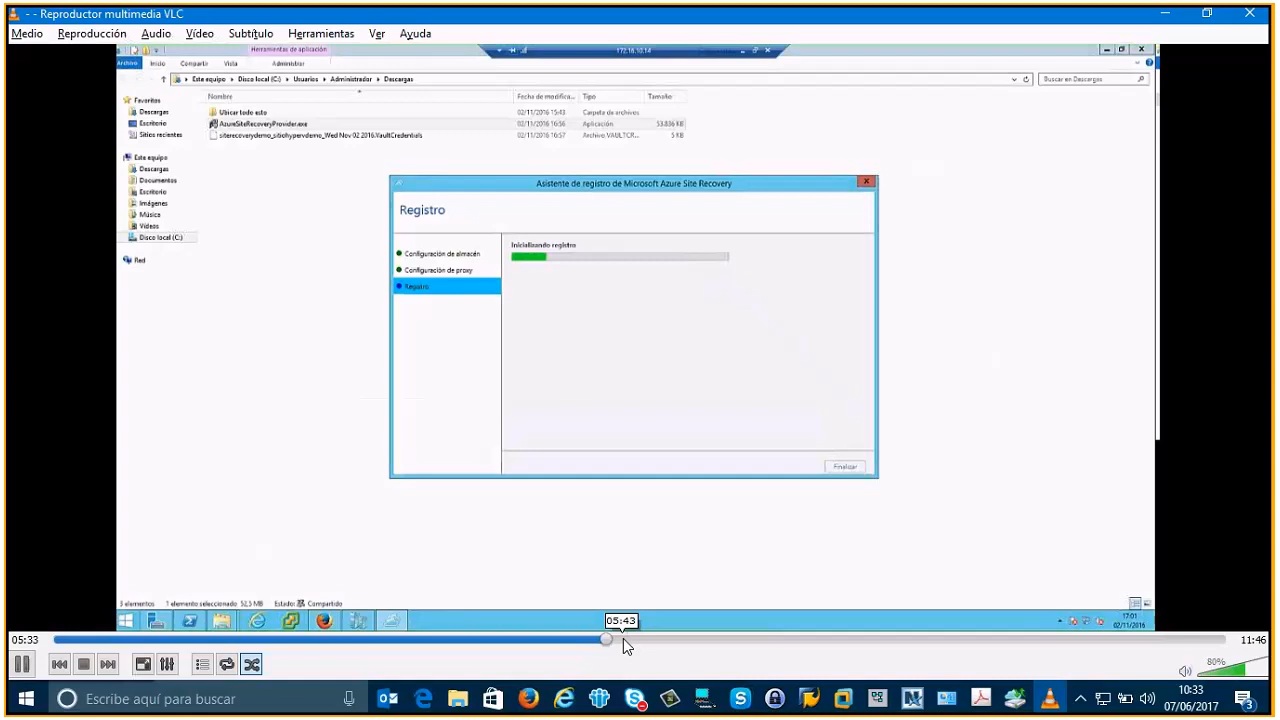 - - Reproductor multimedia VLC
Medio Reproducción Audio Vídeo Subtítulo Herramientas Ver Ayuda
Herramientas de aplicación
172.16.10.14
Archivo Inicio Compartir Vista Administrar
Este equipo Disco local (C:) Usuarios Administrador Descargas
Buscar en Descargas
Nombre Fecha de modifica... Tipo Tamaño
Favoritos
Descargas
Escritorio
Sitios recientes
Ubicar todo esto 02/11/2016 15:43 Carpeta de archivos
AzureSiteRecoveryProvider.exe 02/11/2016 16:56 Aplicación 53.836 KB
siterecoverydemo_sitiohypervdemo_Wed Nov 02 2016.VaultCredentials 02/11/2016 16:57 Archivo VAULTCR... 5 KB
Este equipo
Descargas
Documentos
Escritorio
Imágenes
Música
Vídeos
Disco local (C:)
Red
Asistente de registro de Microsoft Azure Site Recovery
Registro
Configuración de almacén
Configuración de proxy
Registro
Inicializando registro
Finalizar
3 elementos 1 elemento seleccionado 52,5 MB Estado: Compartido
17:01
02/11/2016
05:43
05:33
11:46
80%
Escribe aquí para buscar
10:33
07/06/2017
3